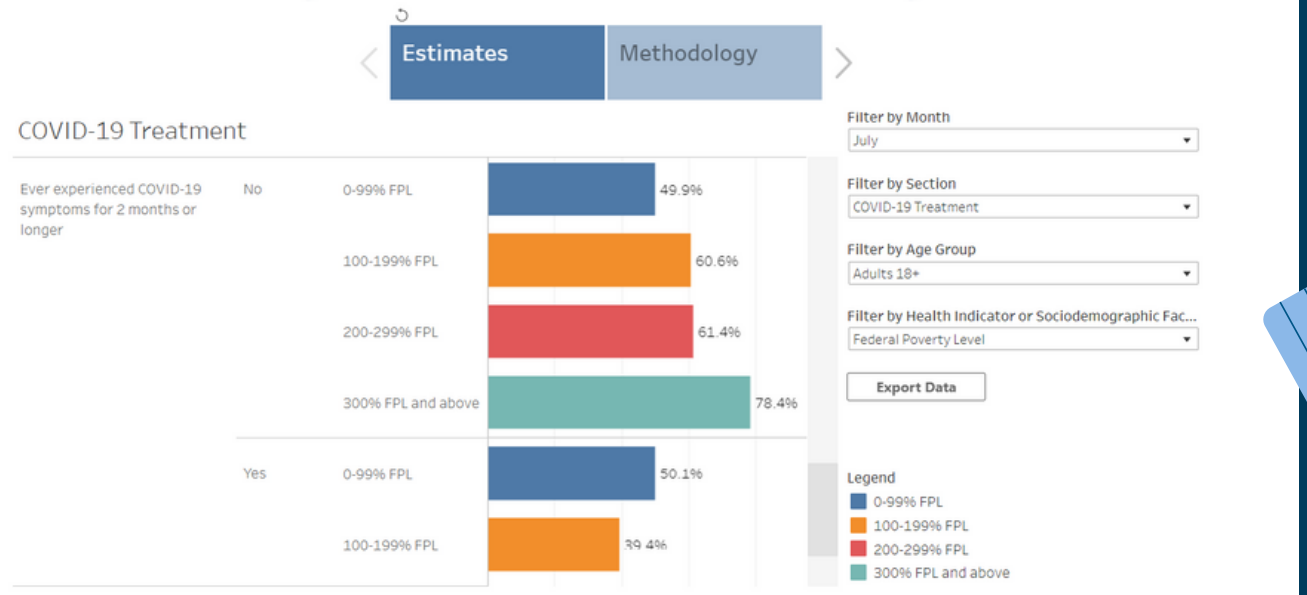 Estimates
Methodology
COVID-19 Treatment
Ever experienced COVID-19
symptoms for 2 months or
longer
No
0-99% FPL
49.9%
100-199% FPL
60.6%
200-299% FPL
61.4%
300% FPL and above
78.4%
Yes
0-99% FPL
50.1%
100-199% FPL
39.4%
Filter by Month
July
Filter by Section
COVID-19 Treatment
Filter by Age Group
Adults 18+
Filter by Health Indicator or Sociodemographic Fac...
Federal Poverty Level
Export Data
Legend
0-99% FPL
100-199% FPL
200-299% FPL
300% FPL and above